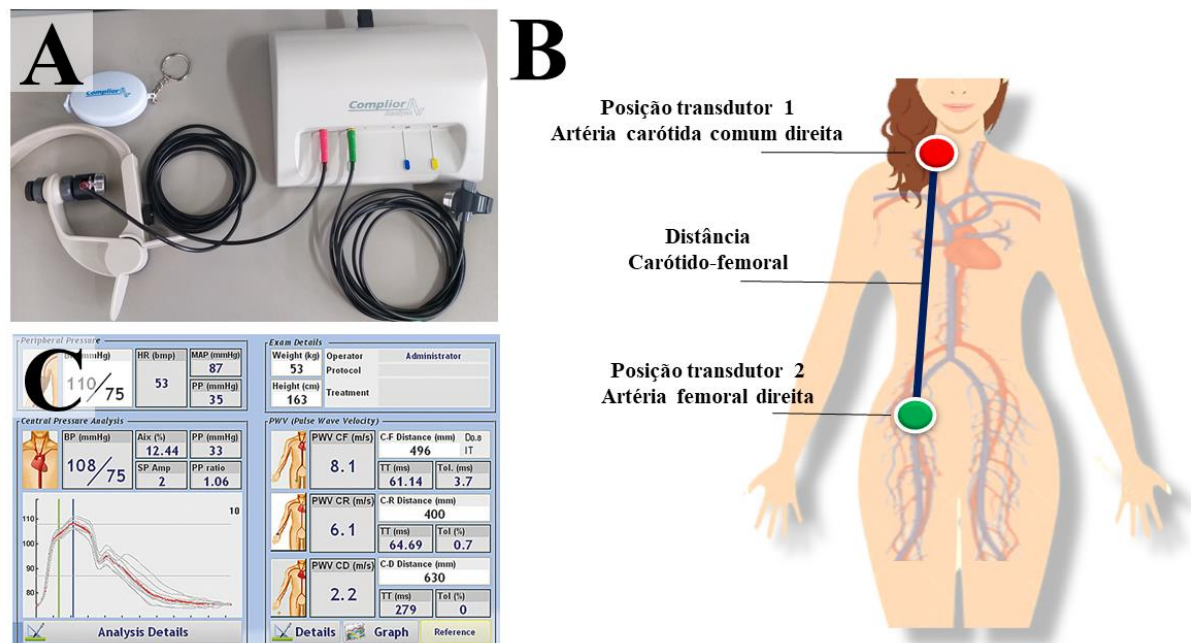 A
Complior
Analyse
Complior
Analyse
B
Posição transdutor 1
Artéria carótida comum direita
Distância
Carótido-femoral
Posição transdutor 2
Artéria femoral direita
C
Peripheral Pressure
(mmHg)
110/75
HR (bmp)
53
MAP (mmHg)
87
PP (mmHg)
35
Exam Details
Weight (kg)
53
Height (cm)
163
Operator Administrator
Protocol
Treatment
Central Pressure Analysis
BP (mmHg)
108/75
Aix (%)
12.44
PP (mmHg)
33
SP Amp
2
PP ratio
1.06
10
110
100
90
80
Analysis Details
PWV (Pulse Wave Velocity)
PWV CF (m/s)
8.1
C-F Distance (mm) D0.8
496 IT
TT (ms)
61.14
Tol. (ms)
3.7
PWV CR (m/s)
6.1
C-R Distance (mm)
400
TT (ms)
64.69
Tol (%)
0.7
PWV CD (m/s)
2.2
C-D Distance (mm)
630
TT (ms)
279
Tol (%)
0
Details
Graph
Reference